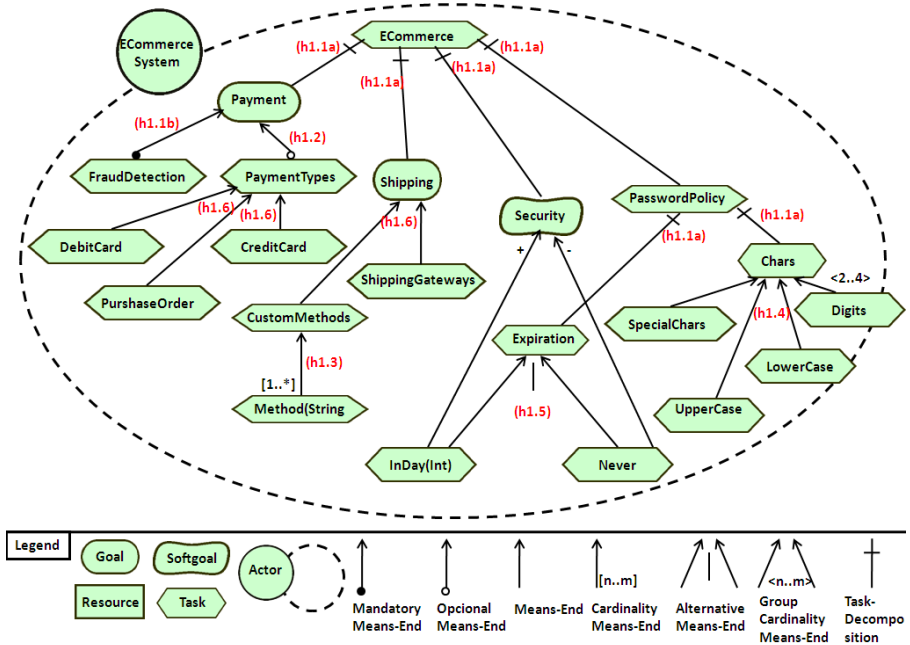 ECommerce
System
ECommerce
(h1.1a)
(h1.1a)
(h1.1a)
(h1.1a)
Payment
(h1.1b)
(h1.2)
FraudDetection
PaymentTypes
Shipping
Security
PasswordPolicy
(h1.6)
(h1.6)
(h1.6)
(h1.1a)
(h1.1a)
+
-
DebitCard
CreditCard
ShippingGateways
Chars
<2..4>
PurshaseOrder
CustomMethods
SpecialChars
(h1.4)
Digits
Expiration
(h1.3)
LowerCase
[1..*]
Method(String
(h1.5)
UpperCase
InDay(Int)
Never
Legend
Goal
Softgoal
Actor
Resource
Task
Mandatory
Means-End
Opcional
Means-End
Means-End
[n..m]
Cardinality
Means-End
Alternative
Means-End
<n..m>
Group
Cardinality
Means-End
Task-
Decompo
sition